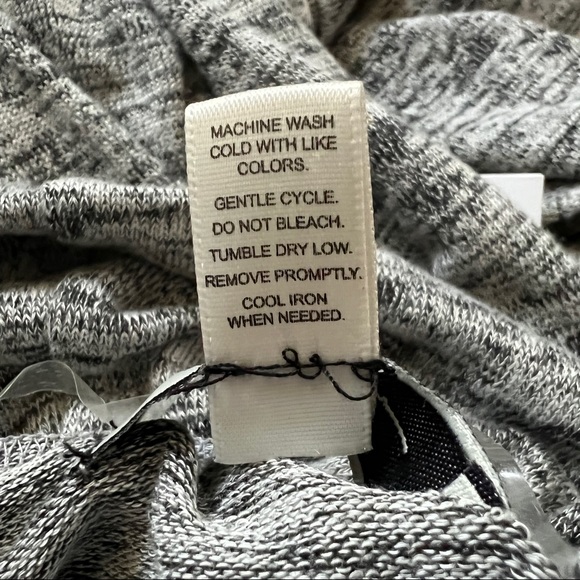 MACHINE WASH
COLD WITH LIKE
COLORS.
GENTLE CYCLE.
DO NOT BLEACH.
TUMBLE DRY LOW.
REMOVE PROMPTLY.
COOL IRON
WHEN NEEDED.